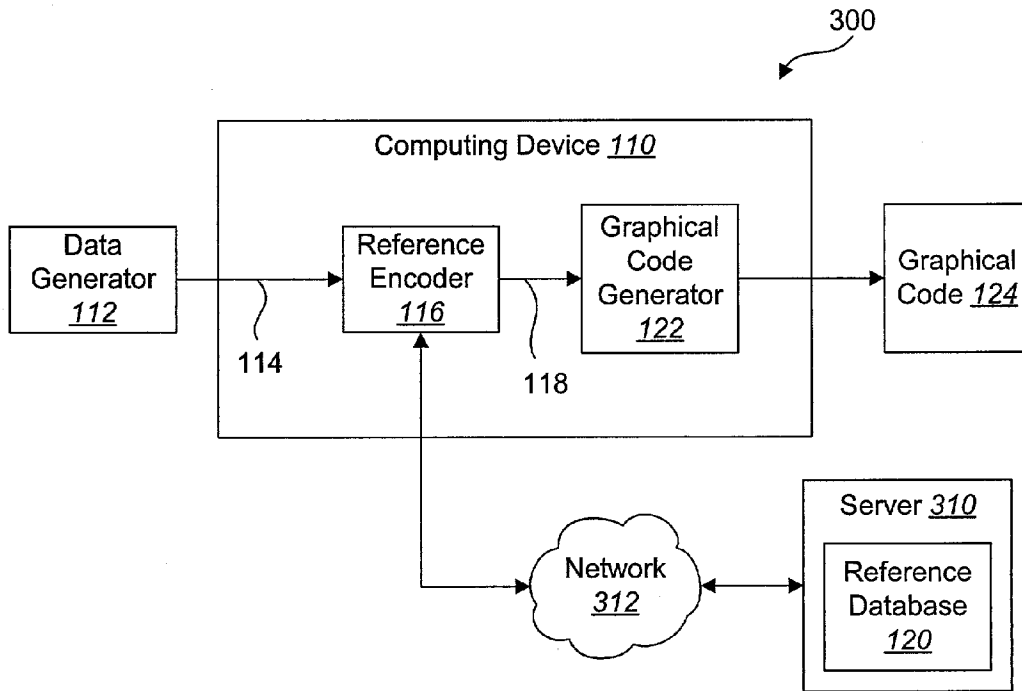 300
Computing Device 110
Data
Generator
112
Reference
Encoder
116
Graphical
Code
Generator
122
Graphical
Code 124
114
118
Server 310
Network
312
Reference
Database
120